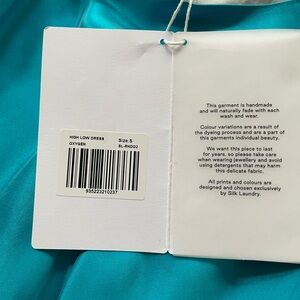 HIGH LOW DRESS Size S
OXYGEN SL-RND02
935223210237
This garment is handmade
and will naturally fade with each
wash and wear.
Colour variations are a result of
the dyeing process and are a part of
this garments individual beauty.
We want this piece to last
for years, so please take care
when wearing jewellery and avoid
using detergents that may harm
this delicate fabric.
All prints and colours are
designed and chosen exclusively
by Silk Laundry.